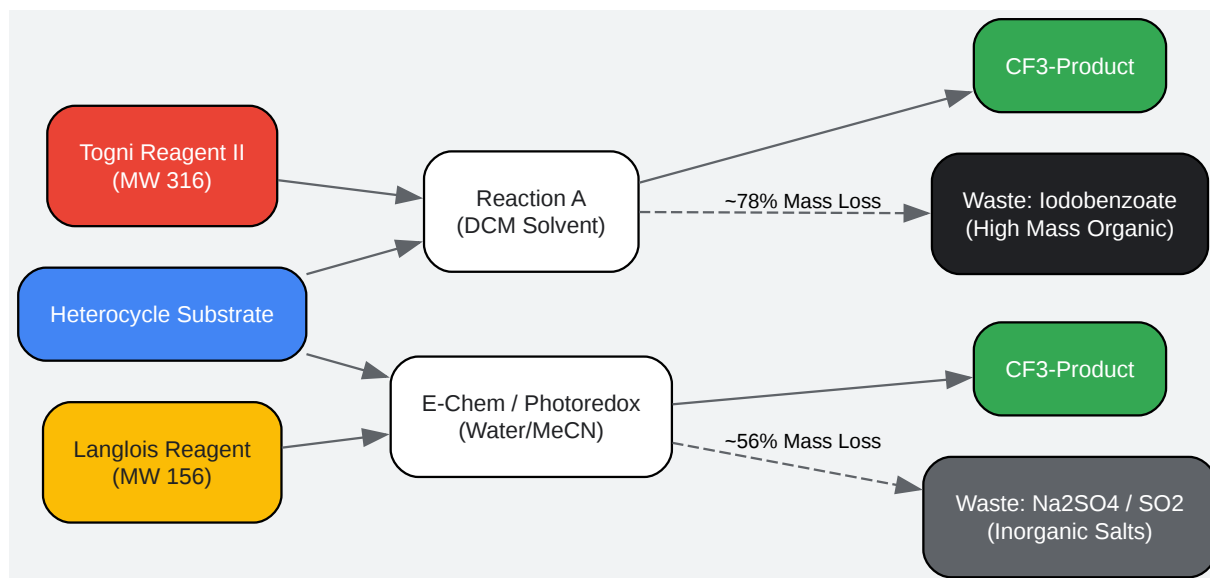 CF3-Product
Togni Reagent II
(MW 316)
Reaction A
(DCM Solvent)
~78% Mass Loss
Waste: Iodobenzoate
(High Mass Organic)
Heterocycle Substrate
CF3-Product
E-Chem / Photoredox
(Water/MeCN)
~56% Mass Loss
Langlois Reagent
(MW 156)
Waste: Na2SO4 / SO2
(Inorganic Salts)